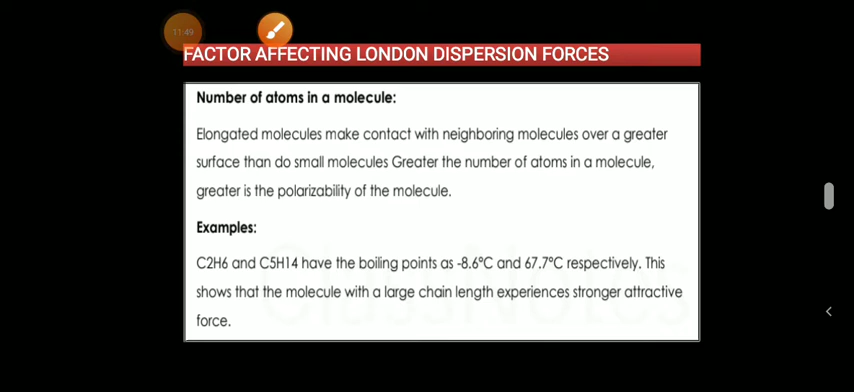 11:49
FACTOR AFFECTING LONDON DISPERSION FORCES
Number of atoms in a molecule:
Elongated molecules make contact with neighboring molecules over a greater
surface than do small molecules Greater the number of atoms in a molecule,
greater is the polarizability of the molecule.
Examples:
C2H6 and C5H14 have the boiling points as -8.6°C and 67.7°C respectively. This
shows that the molecule with a large chain length experiences stronger attractive
force.